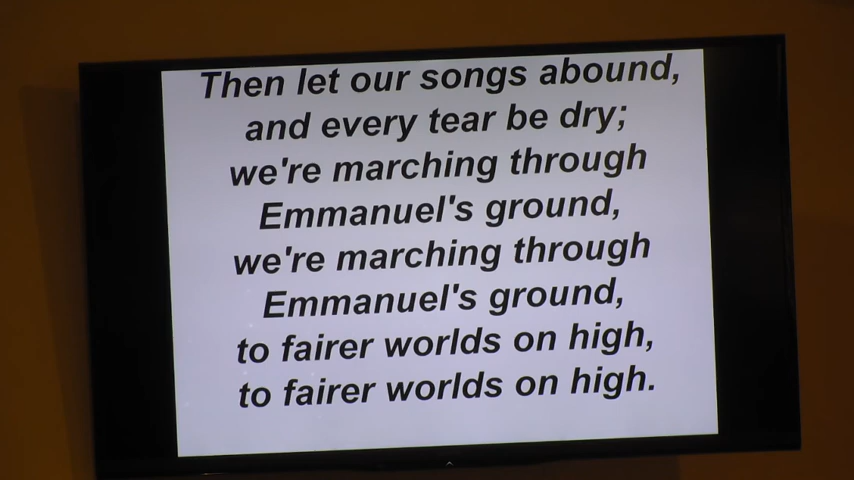 Then let our songs abound,
and every tear be dry;
we're marching through
Emmanuel's ground,
we're marching through
Emmanuel's ground,
to fairer worlds on high,
to fairer worlds on high.